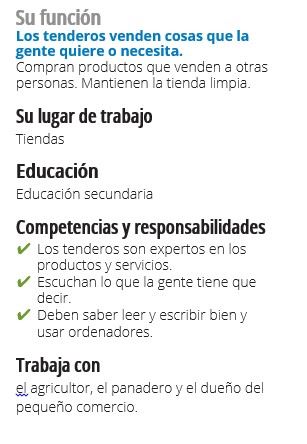 Su función
Los tenderos venden cosas que la
gente quiere o necesita.
Compran productos que venden a otras
personas. Mantienen la tienda limpia.
Su lugar de trabajo
Tiendas
Educación
Educación secundaria
Competencias y responsabilidades
✔ Los tenderos son expertos en los
productos y servicios.
✔ Escuchan lo que la gente tiene que
decir.
✔ Deben saber leer y escribir bien y
usar ordenadores.
Trabaja con
el agricultor, el panadero y el dueño del
pequeño comercio.